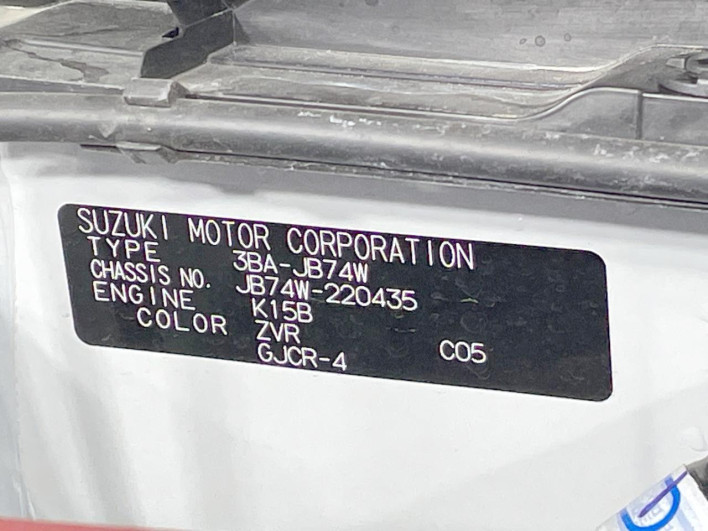 SUZUKI MOTOR CORPORATION
TYPE 3BA-JB74W
CHASSIS NO. JB74W-220435
ENGINE K15B
COLOR ZVR
GJCR-4 C05